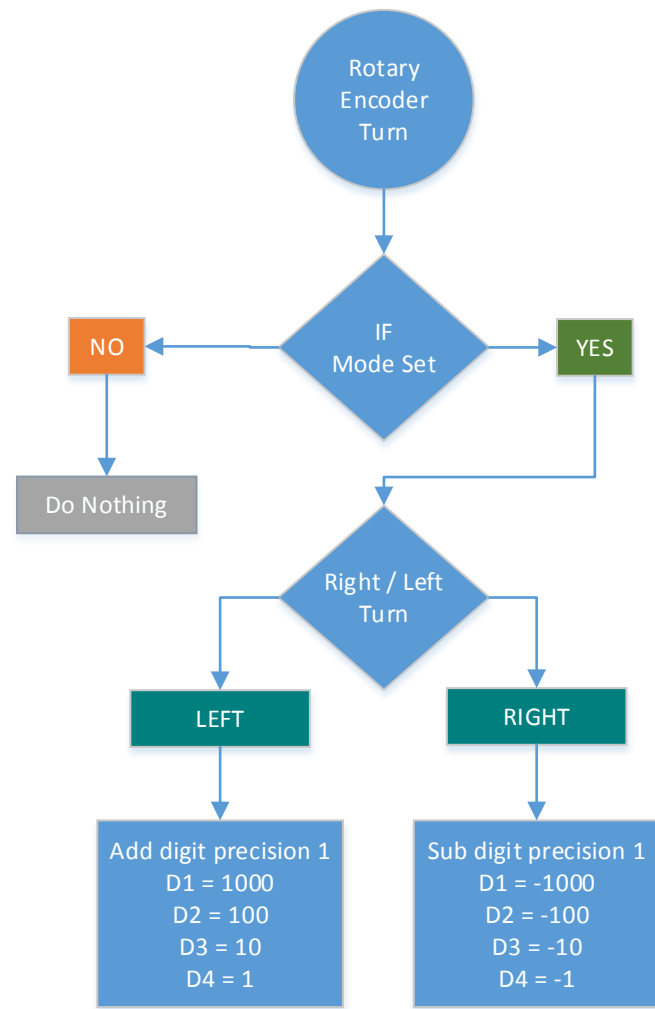 Rotary
Encoder
Turn
IF
Mode Set
NO
YES
Do Nothing
Right / Left
Turn
LEFT
RIGHT
Add digit precision 1
D1 = 1000
D2 = 100
D3 = 10
D4 = 1
Sub digit precision 1
D1 = -1000
D2 = -100
D3 = -10
D4 = -1